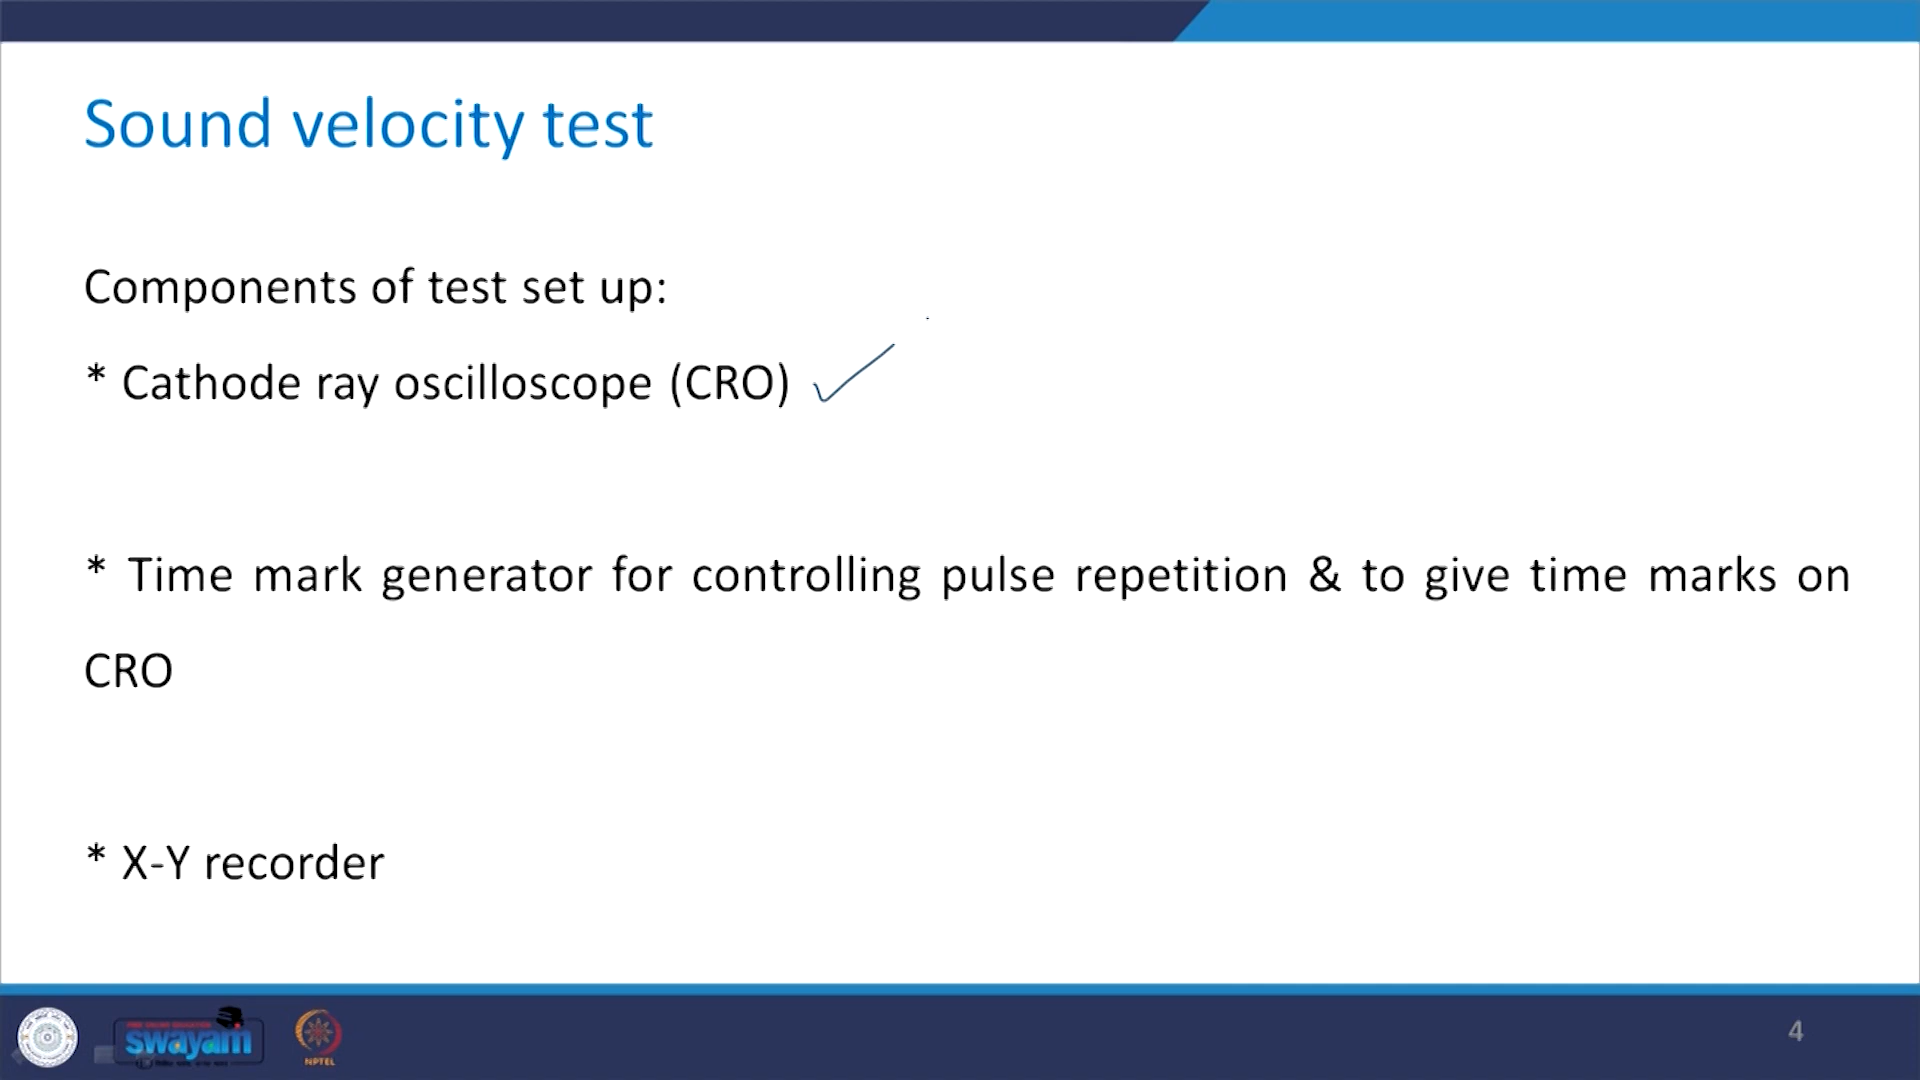 Sound velocity test
Components of test set up:
* Cathode ray oscilloscope (CRO)
* Time mark generator for controlling pulse repetition & to give time marks on
CRO
* X-Y recorder
swayam
NPTEL
4